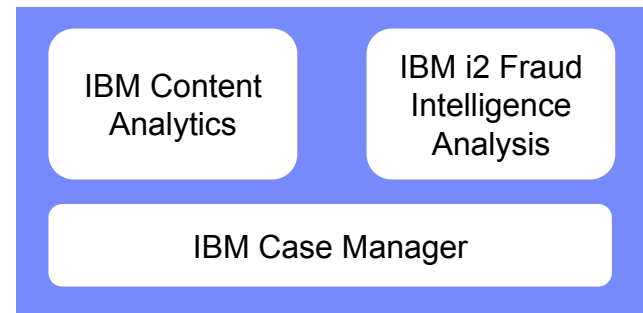 IBM Content
Analytics
IBM i2 Fraud
Intelligence
Analysis
IBM Case Manager